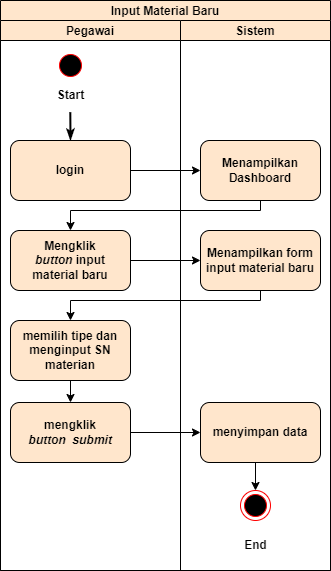 Input Material Baru
Pegawai
Sistem
Start
login
Menampilkan
Dashboard
Mengklik
button input
material baru
Menampilkan form
input material baru
memilih tipe dan
menginput SN
materian
mengklik
button submit
menyimpan data
End